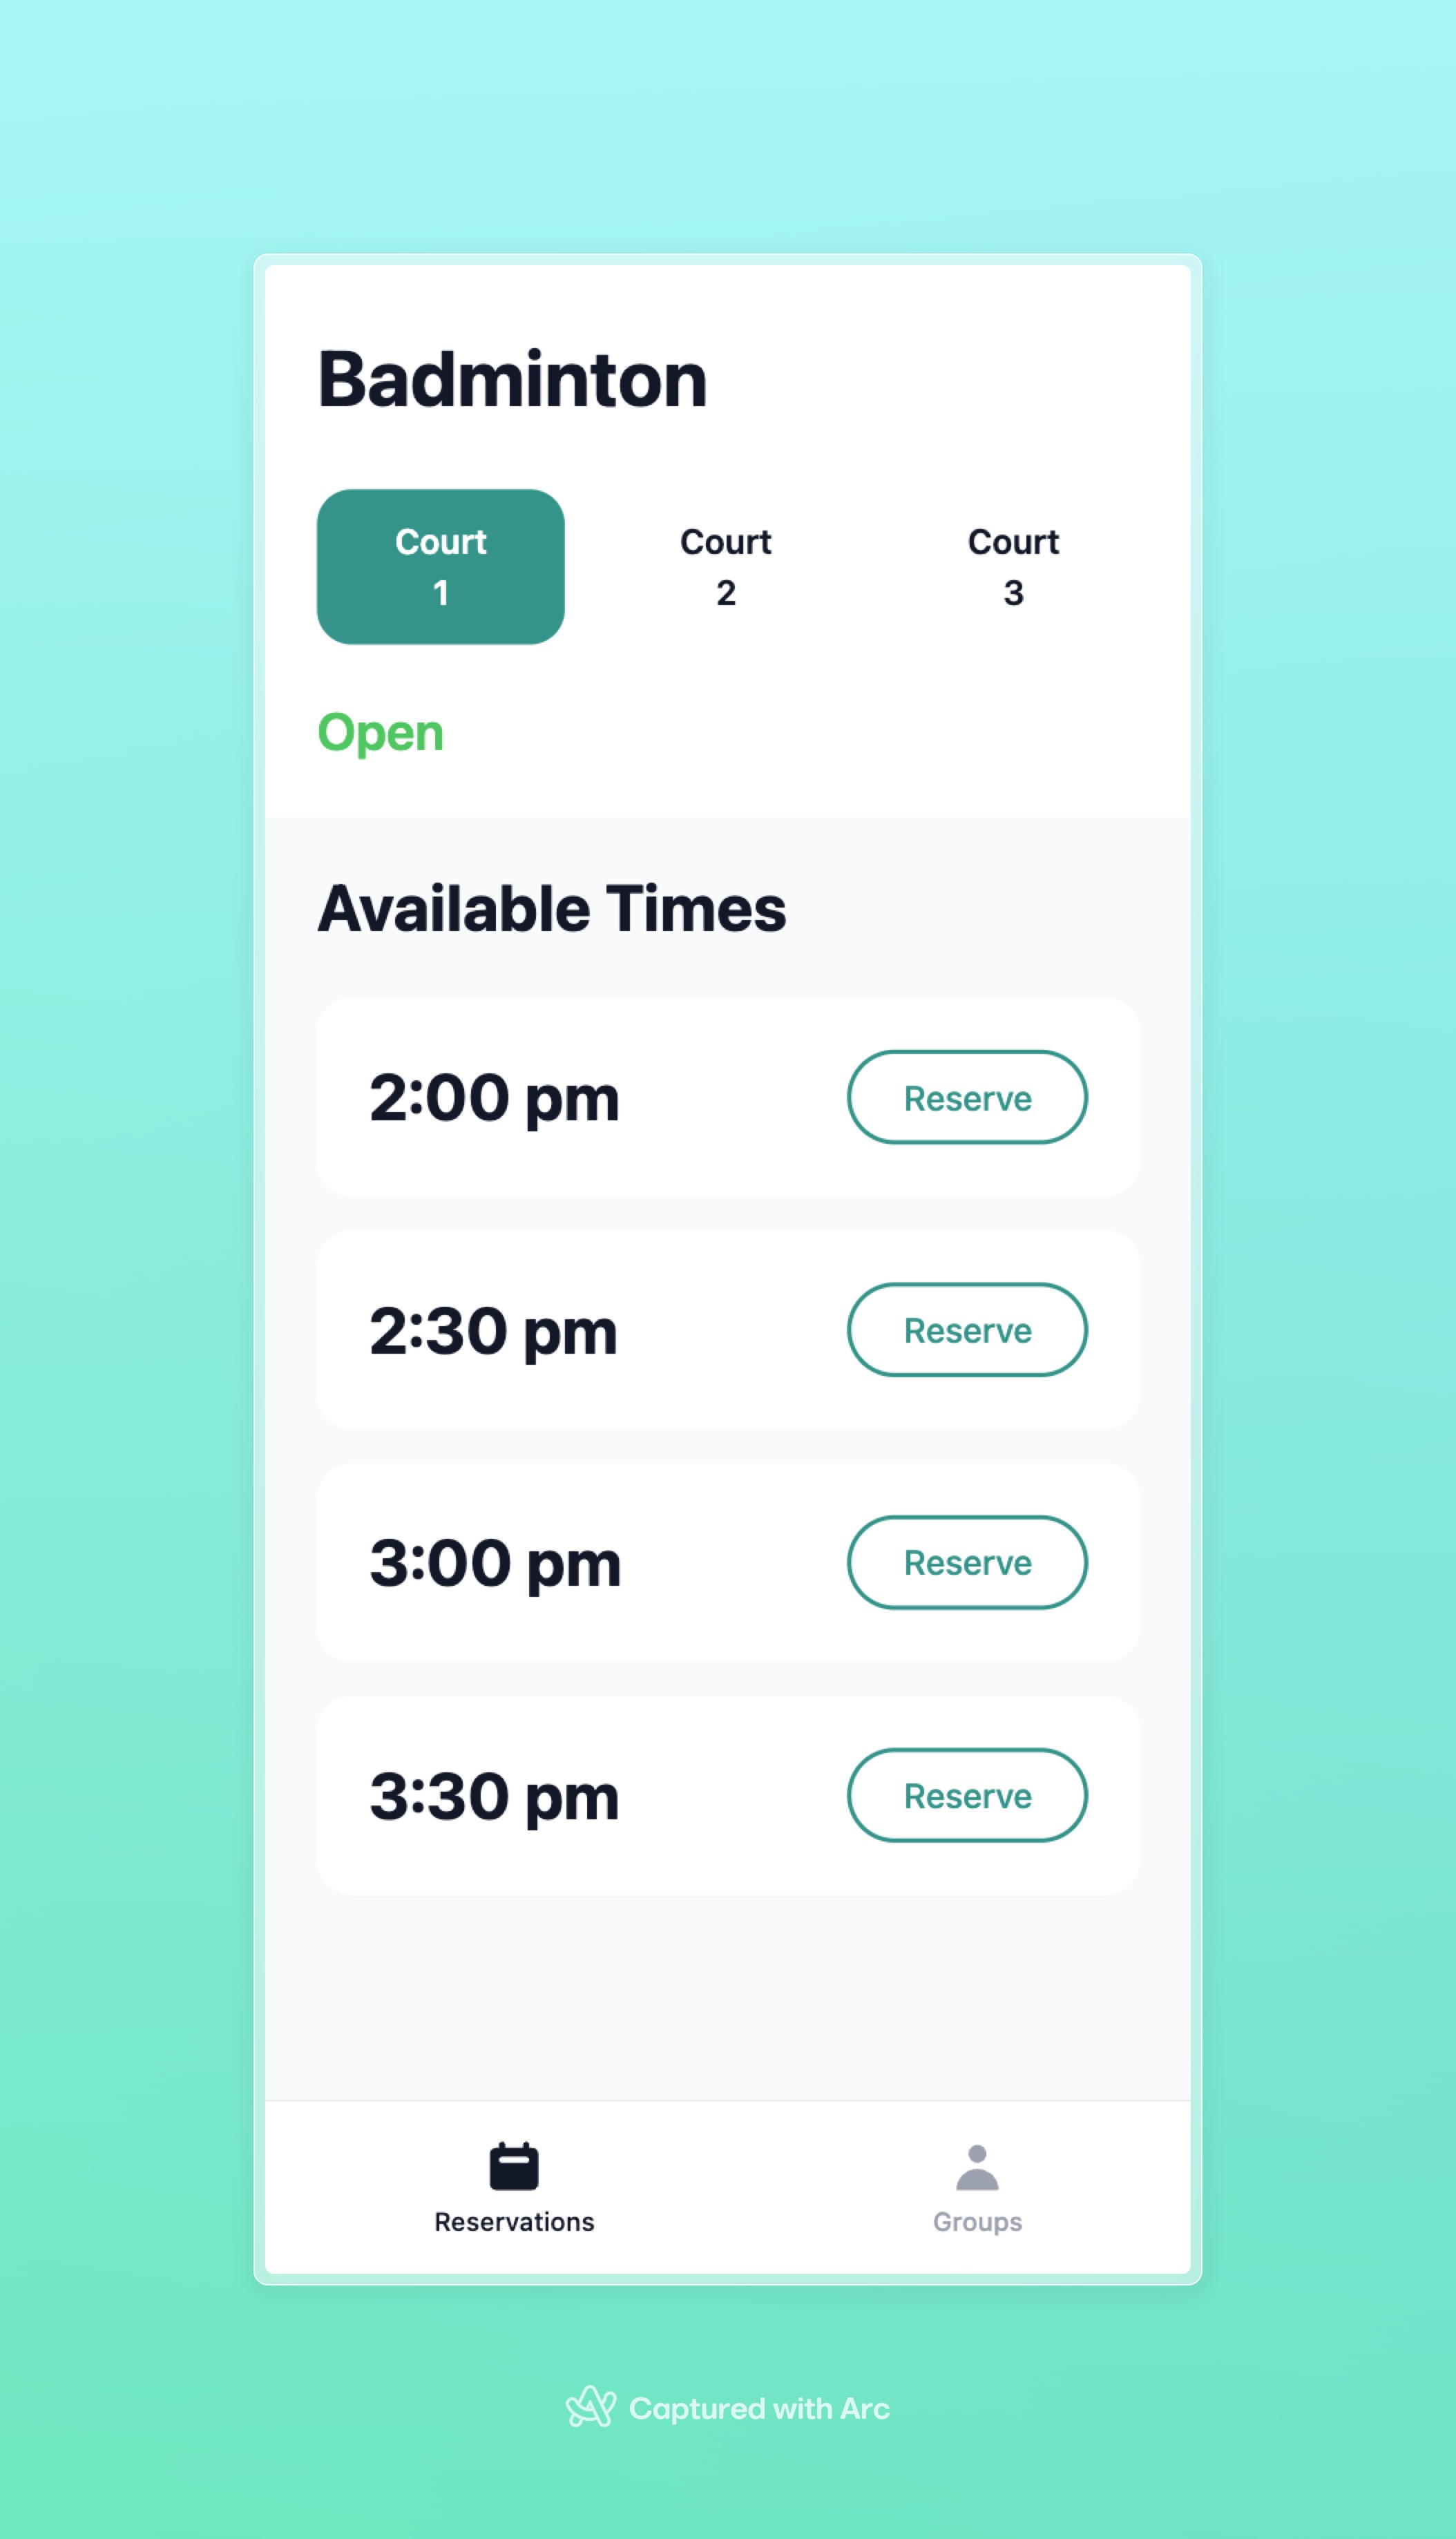 Badminton
Court
1
Court
2
Court
3
Open
Available Times
2:00 pm Reserve
2:30 pm Reserve
3:00 pm Reserve
3:30 pm Reserve
Reservations Groups
Captured with Arc